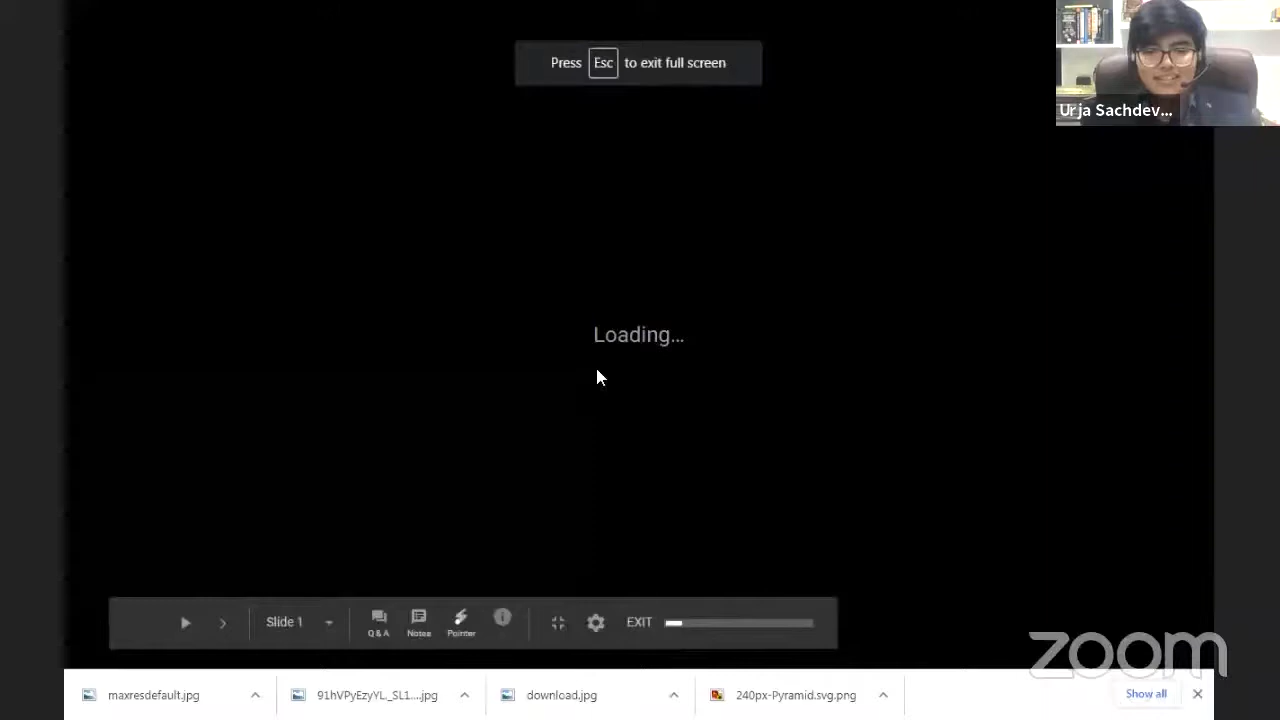 Press Esc to exit full screen
Urja Sachdev...
Loading...
Slide 1
Q & A
Notes
Pointer
EXIT
zoom
maxresdefault.jpg
91hVPyEzyYL._SL1....jpg
download.jpg
240px-Pyramid.svg.png
Show all